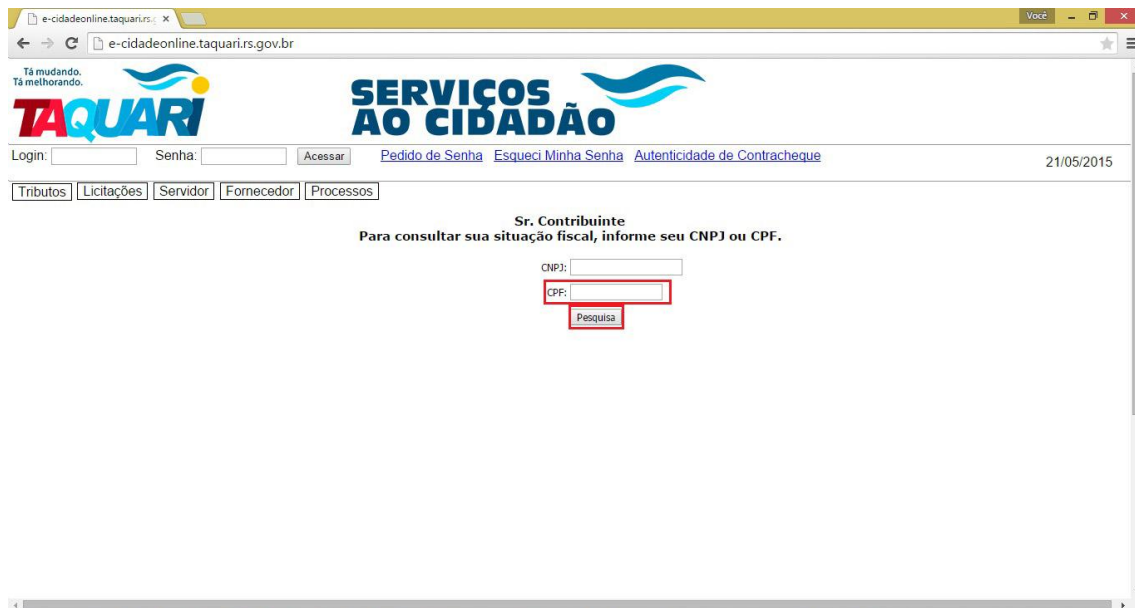 e-cidadeonline.taquari.rs.g
Você
e-cidadeonline.taquari.rs.gov.br
Tá mudando.
Tá melhorando.
TAQUARI
SERVIÇOS
AO CIDADÃO
Login: Senha: Acessar Pedido de Senha Esqueci Minha Senha Autenticidade de Contracheque 21/05/2015
Tributos Licitações Servidor Fornecedor Processos
Sr. Contribuinte
Para consultar sua situação fiscal, informe seu CNPJ ou CPF.
CNPJ:
CPF:
Pesquisa